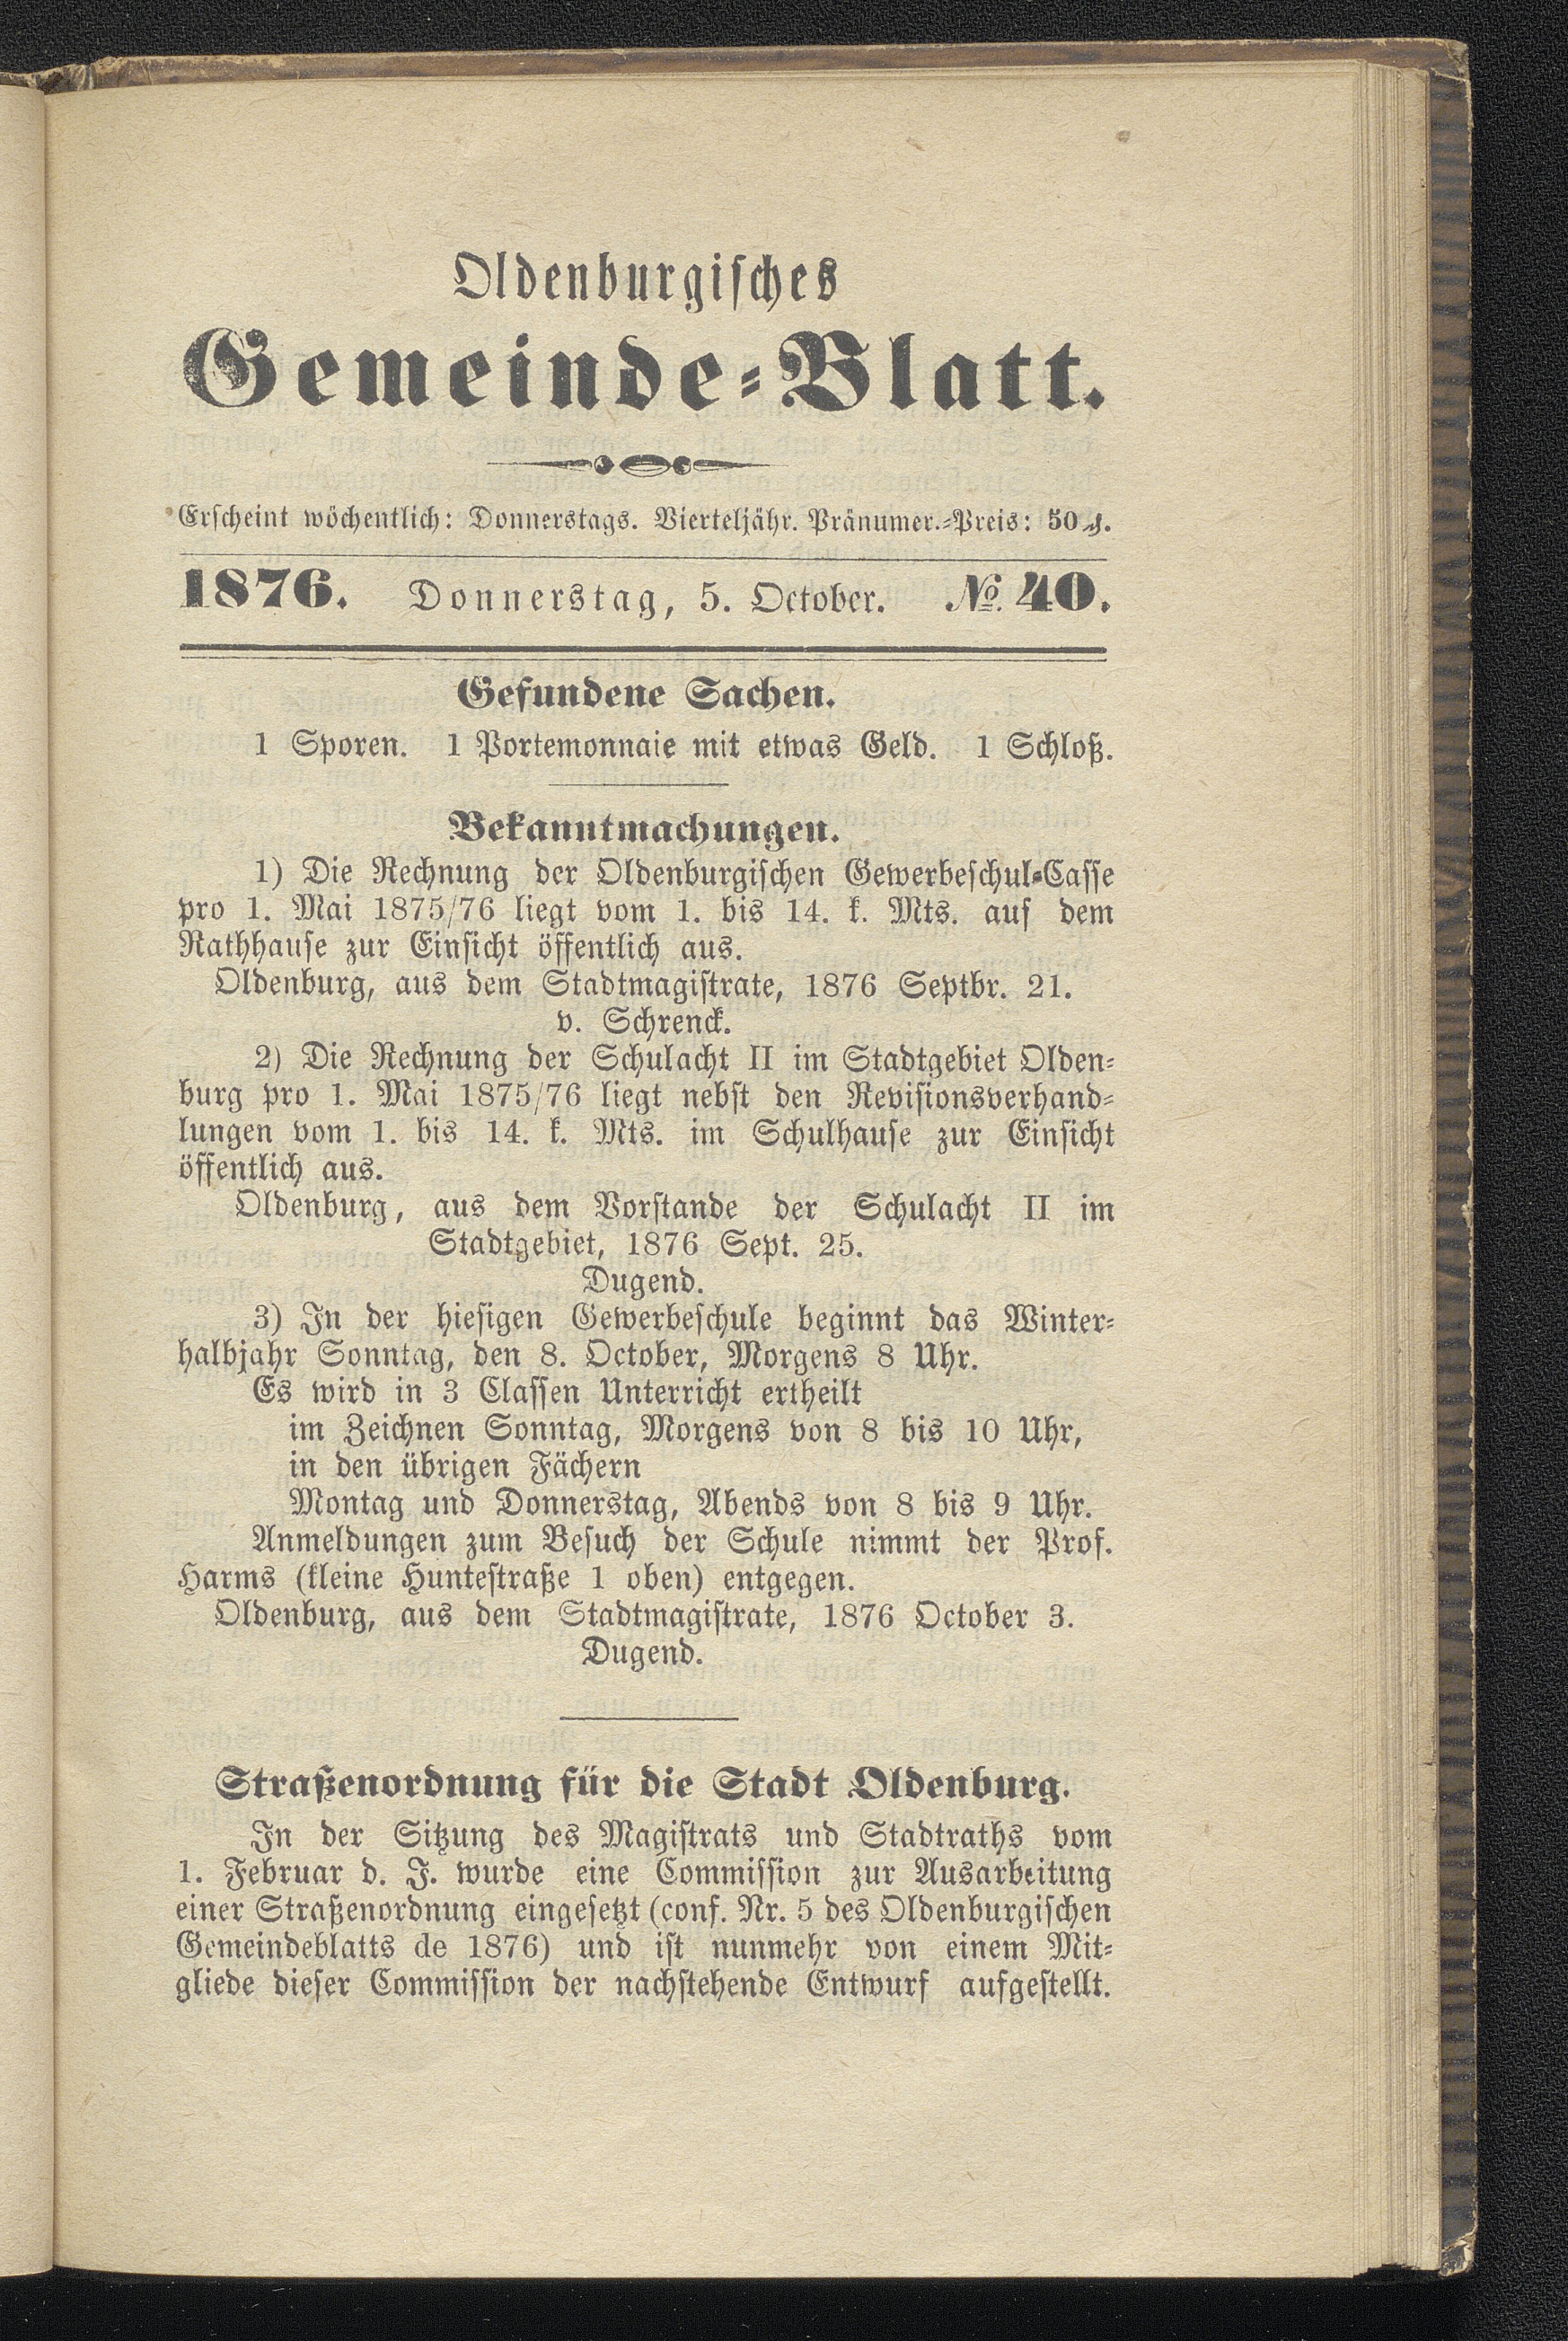 Oldenburgisches
Gemeinde-Blatt.
Erscheint wöchentlich: Donnerstags. Vierteljähr. Pränumer.-Preis: 50 ₰.
1876. Donnerstag, 5. October. № 40.
Gefundene Sachen.
1 Sporen. 1 Portemonnaie mit etwas Geld. 1 Schloß.
Bekanntmachungen.
1) Die Rechnung der Oldenburgischen Gewerbeschul-Casse
pro 1. Mai 1875/76 liegt vom 1. bis 14. k. Mts. auf dem
Rathhause zur Einsicht öffentlich aus.
Oldenburg, aus dem Stadtmagistrate, 1876 Septbr. 21.
v. Schrenck.
2) Die Rechnung der Schulacht II im Stadtgebiet Olden-
burg pro 1. Mai 1875/76 liegt nebst den Revisionsverhand-
lungen vom 1. bis 14. k. Mts. im Schulhause zur Einsicht
öffentlich aus.
Oldenburg, aus dem Vorstande der Schulacht II im
Stadtgebiet, 1876 Sept. 25.
Dugend.
3) In der hiesigen Gewerbeschule beginnt das Winter-
halbjahr Sonntag, den 8. October, Morgens 8 Uhr.
Es wird in 3 Classen Unterricht ertheilt
im Zeichnen Sonntag, Morgens von 8 bis 10 Uhr,
in den übrigen Fächern
Montag und Donnerstag, Abends von 8 bis 9 Uhr.
Anmeldungen zum Besuch der Schule nimmt der Prof.
Harms (kleine Huntestraße 1 oben) entgegen.
Oldenburg, aus dem Stadtmagistrate, 1876 October 3.
Dugend.
Straßenordnung für die Stadt Oldenburg.
In der Sitzung des Magistrats und Stadtraths vom
1. Februar d. J. wurde eine Commission zur Ausarbeitung
einer Straßenordnung eingesetzt (conf. Nr. 5 des Oldenburgischen
Gemeindeblatts de 1876) und ist nunmehr von einem Mit-
gliede dieser Commission der nachstehende Entwurf aufgestellt.